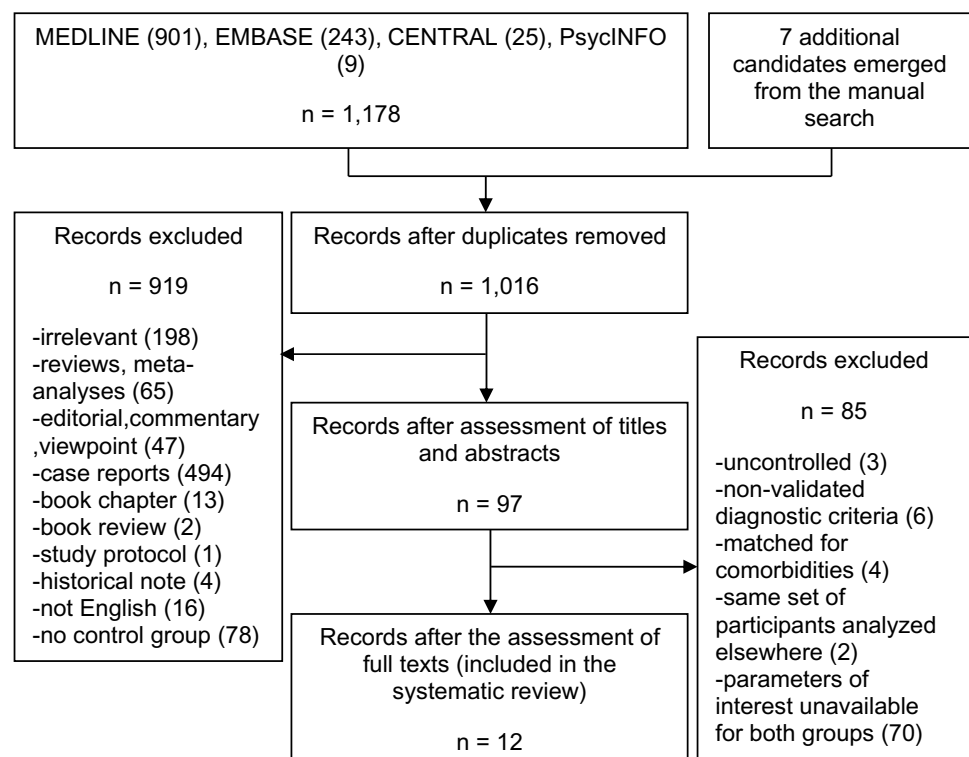 MEDLINE (901), EMBASE (243), CENTRAL (25), PsycINFO
(9)
n = 1,178
7 additional
candidates emerged
from the manual
search
Records excluded
n = 919
-irrelevant (198)
-reviews, meta-
analyses (65)
-editorial,commentary
,viewpoint (47)
-case reports (494)
-book chapter (13)
-book review (2)
-study protocol (1)
-historical note (4)
-not English (16)
-no control group (78)
Records after duplicates removed
n = 1,016
Records after assessment of titles
and abstracts
n = 97
Records excluded
n = 85
-uncontrolled (3)
-non-validated
diagnostic criteria (6)
-matched for
comorbidities (4)
-same set of
participants analyzed
elsewhere (2)
-parameters of
interest unavailable
for both groups (70)
Records after the assessment of
full texts (included in the
systematic review)
n = 12